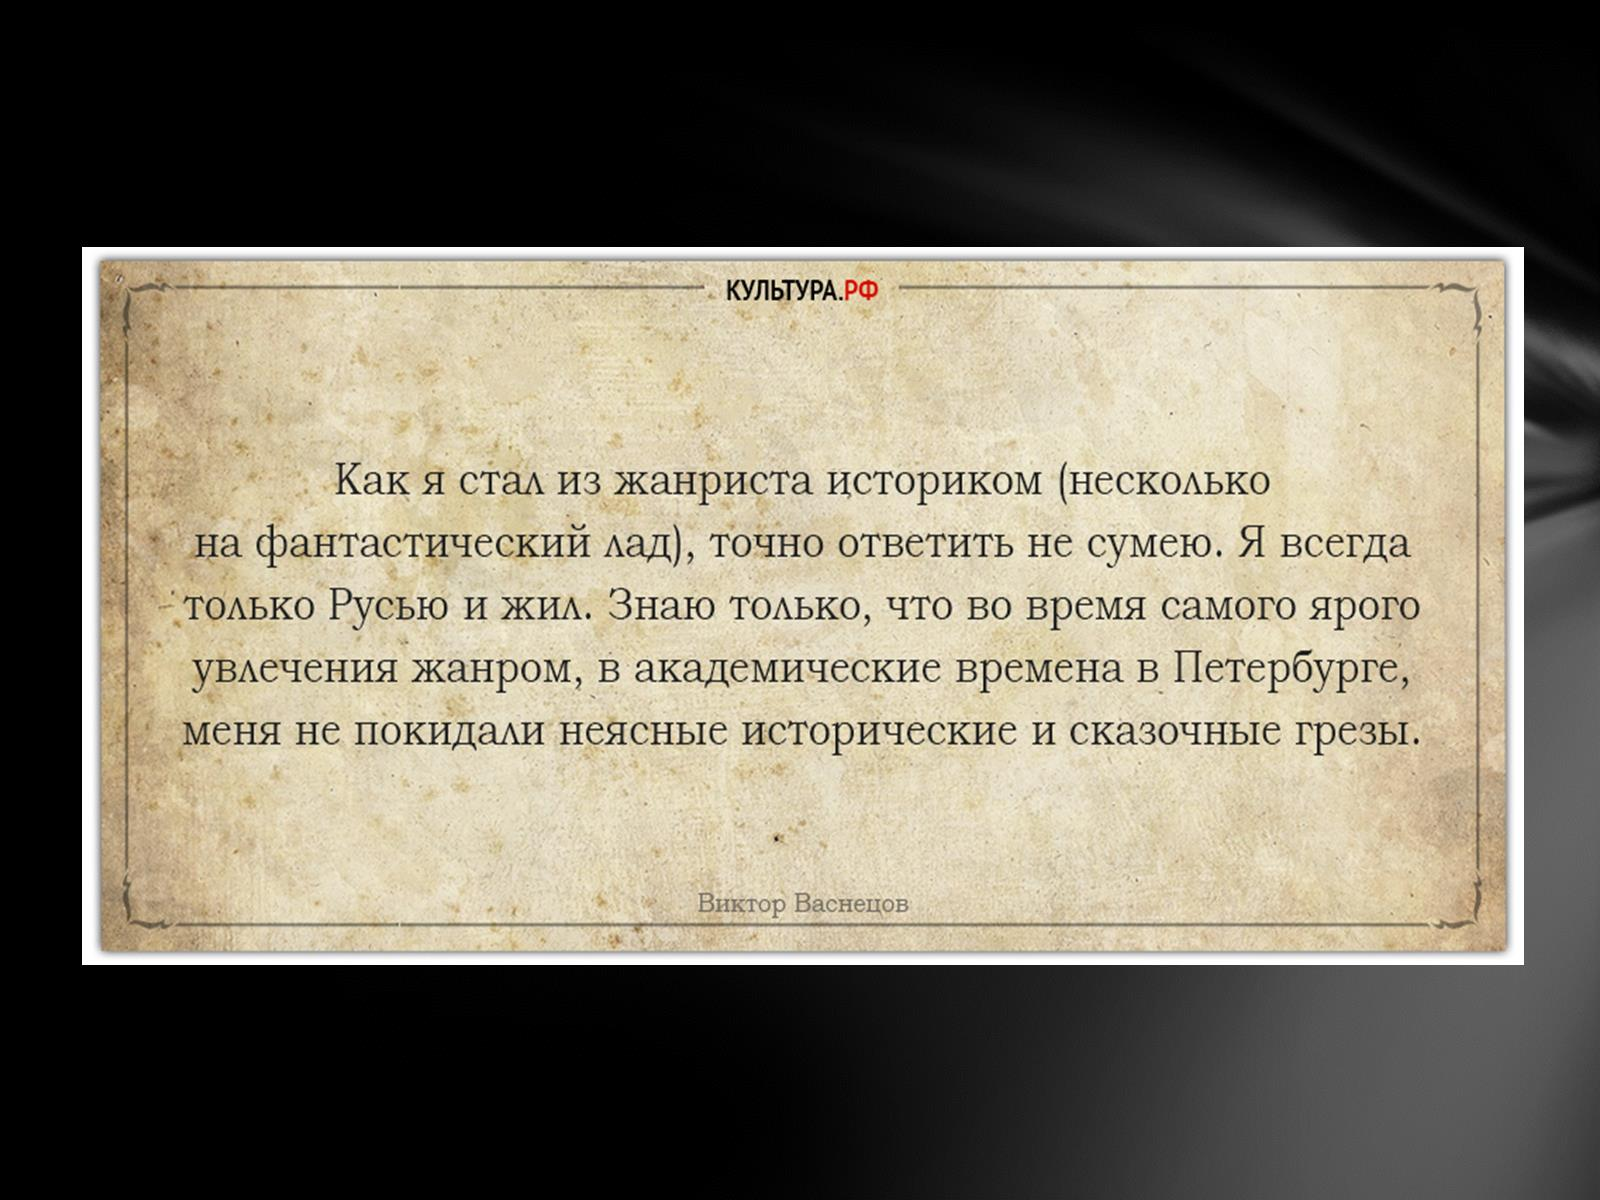 КУЛЬТУРА.РФ
Как я стал из жанриста историком (несколько
на фантастический лад), точно ответить не сумею. Я всегда
только Русью и жил. Знаю только, что во время самого ярого
увлечения жанром, в академические времена в Петербурге,
меня не покидали неясные исторические и сказочные грезы.
Виктор Васнецов